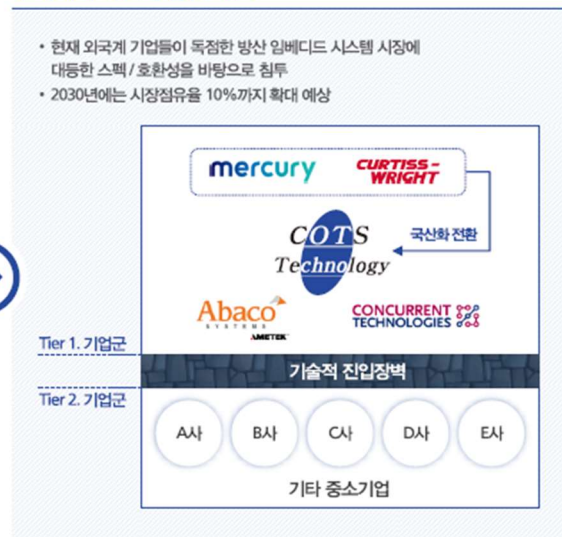 • 현재 외국계 기업들이 독점한 방산 임베디드 시스템 시장에
대등한 스펙 / 호환성을 바탕으로 침투
• 2030년에는 시장점유율 10%까지 확대 예상
mercury
CURTISS-
WRIGHT
COTS
Technology
국산화 전환
Abaco
SYSTEMS
AMETEK
CONCURRENT
TECHNOLOGIES
Tier 1. 기업군
기술적 진입장벽
Tier 2. 기업군
A사
B사
C사
D사
E사
기타 중소기업